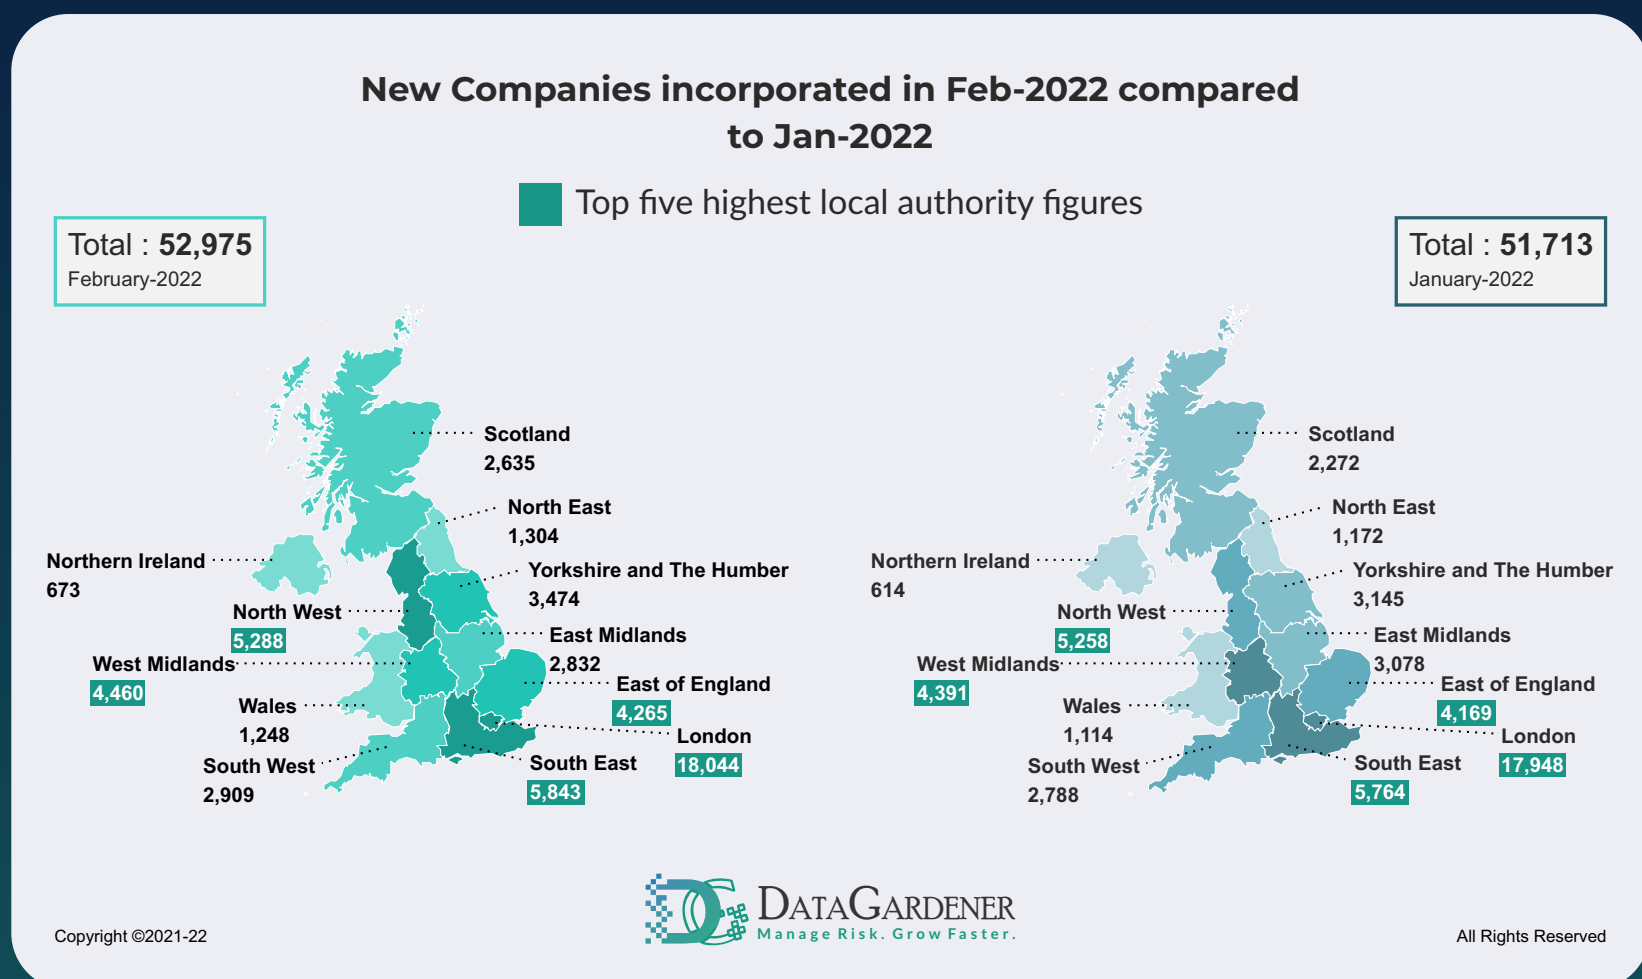 New Companies incorporated in Feb-2022 compared
to Jan-2022
Top five highest local authority figures
Total : 52,975
February-2022
Total : 51,713
January-2022
Scotland
2,635
North East
1,304
Northern Ireland
673
Yorkshire and The Humber
3,474
North West
5,288
East Midlands
2,832
West Midlands
4,460
East of England
4,265
Wales
1,248
London
18,044
South West
2,909
South East
5,843
Scotland
2,272
North East
1,172
Northern Ireland
614
Yorkshire and The Humber
3,145
North West
5,258
East Midlands
3,078
West Midlands
4,391
East of England
4,169
Wales
1,114
London
17,948
South West
2,788
South East
5,764
DATAGARDENER
Manage Risk. Grow Faster.
Copyright ©2021-22
All Rights Reserved